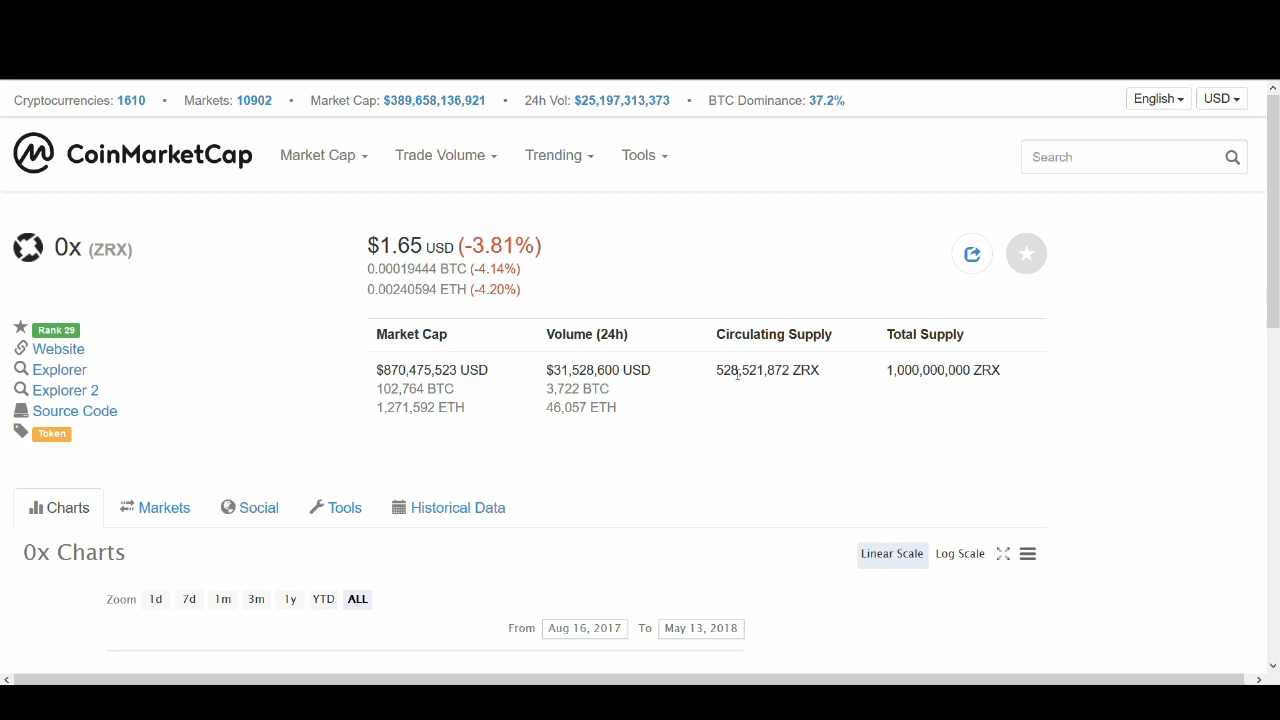 Cryptocurrencies: 1610 • Markets: 10902 • Market Cap: $389,658,136,921 • 24h Vol: $25,197,313,373 • BTC Dominance: 37.2% English USD
CoinMarketCap Market Cap Trade Volume Trending Tools Search
0x (ZRX) $1.65 USD (-3.81%)
0.00019444 BTC (-4.14%)
0.00240594 ETH (-4.20%)
Rank 29 Market Cap Volume (24h) Circulating Supply Total Supply
Website
Explorer $870,475,523 USD $31,528,600 USD 528,521,872 ZRX 1,000,000,000 ZRX
Explorer 2 102,764 BTC 3,722 BTC
Source Code 1,271,592 ETH 46,057 ETH
Token
Charts Markets Social Tools Historical Data
0x Charts Linear Scale Log Scale
Zoom 1d 7d 1m 3m 1y YTD ALL
From Aug 16, 2017 To May 13, 2018